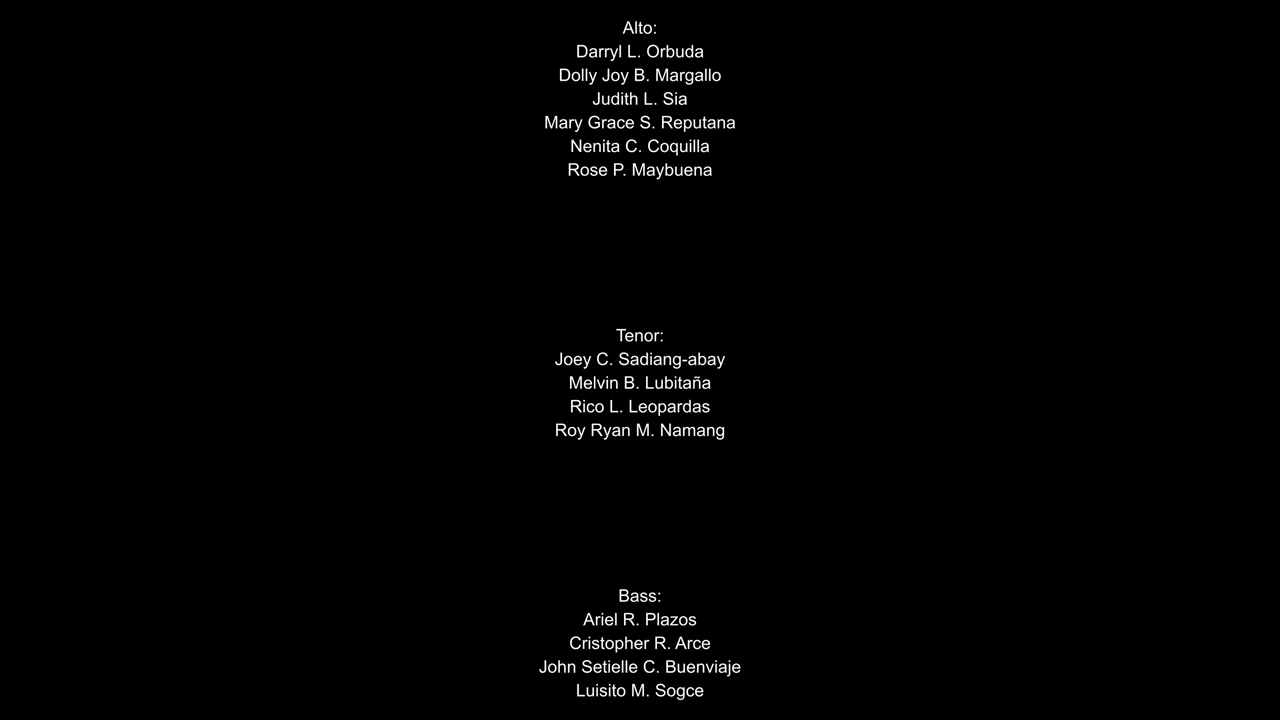 Alto:
Darryl L. Orbuda
Dolly Joy B. Margallo
Judith L. Sia
Mary Grace S. Reputana
Nenita C. Coquilla
Rose P. Maybuena
Tenor:
Joey C. Sadiang-abay
Melvin B. Lubitaña
Rico L. Leopardas
Roy Ryan M. Namang
Bass:
Ariel R. Plazos
Cristopher R. Arce
John Setielle C. Buenviaje
Luisito M. Sogce